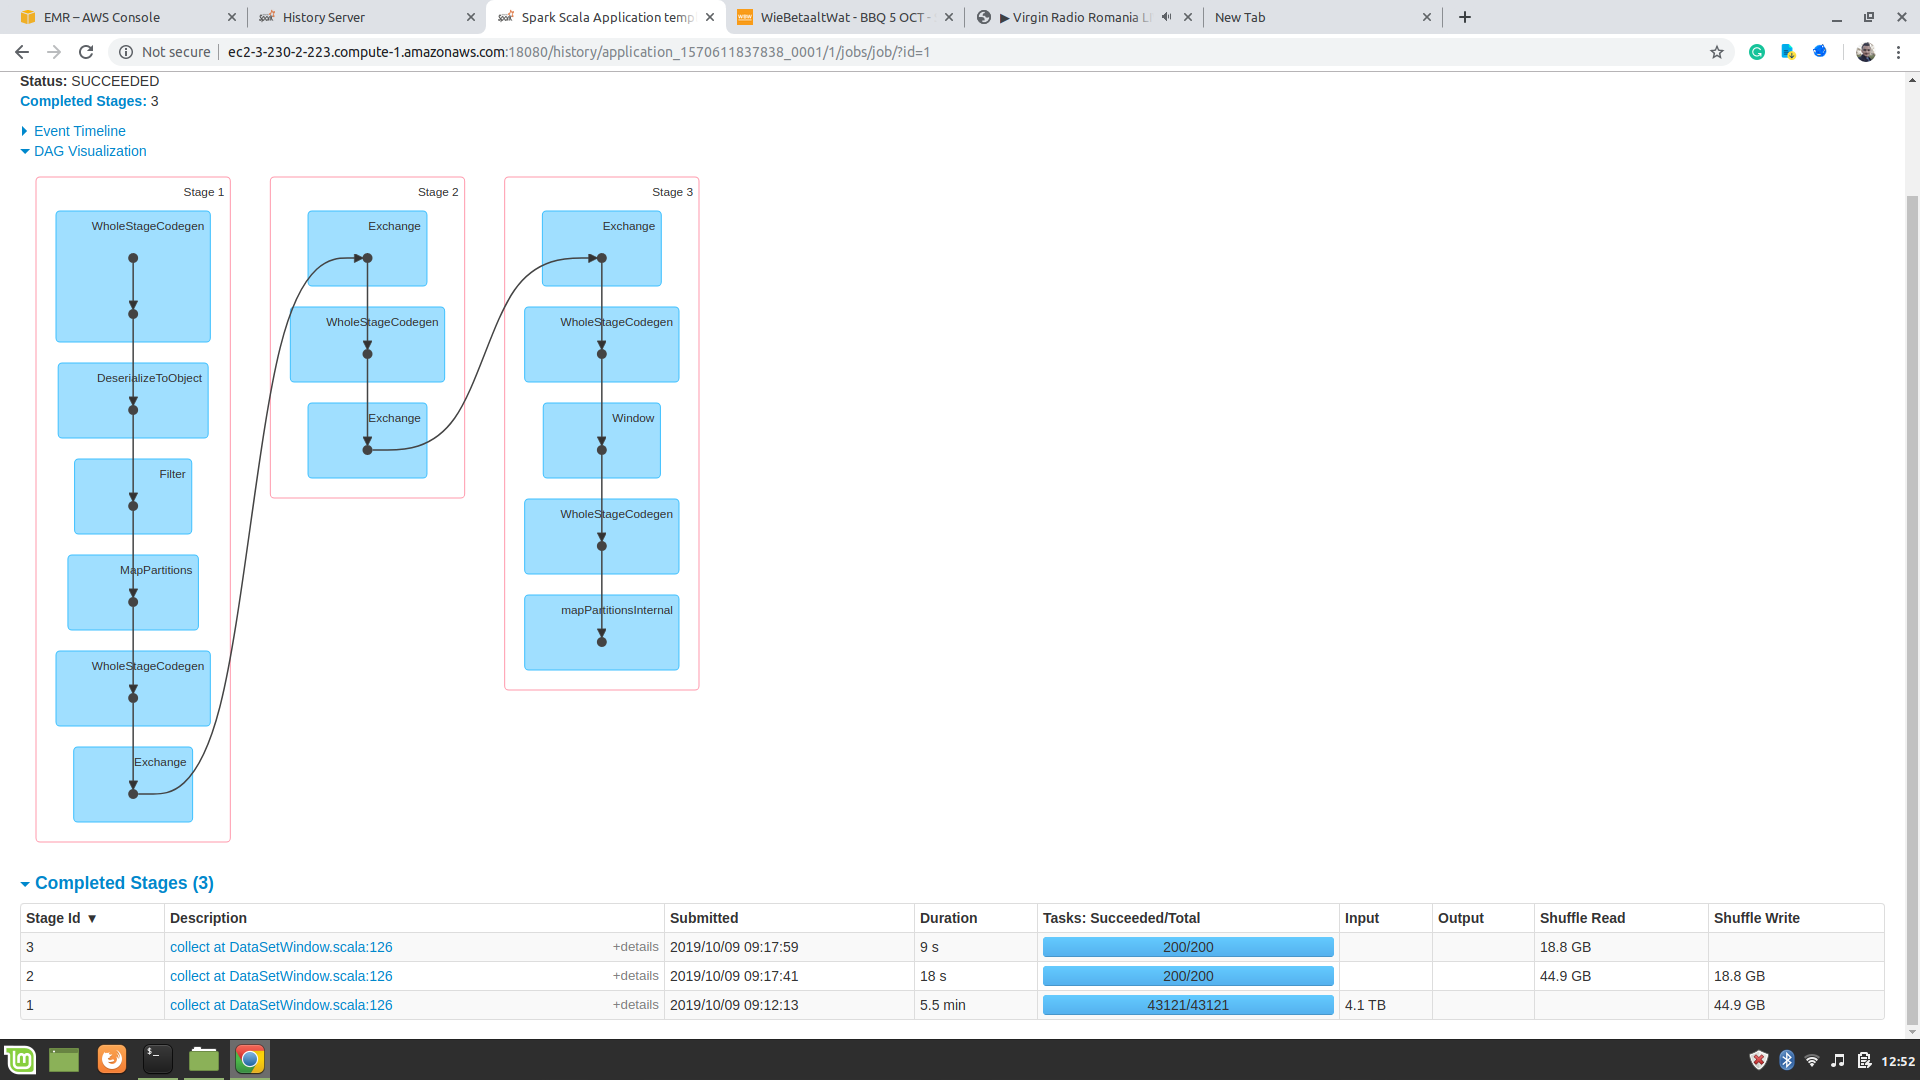 EMR – AWS Console
History Server
Spark Scala Application temp
WieBetaaltWat - BBQ 5 OCT -
▶ Virgin Radio Romania LI
New Tab
Not secure
ec2-3-230-2-223.compute-1.amazonaws.com:18080/history/application_1570611837838_0001/1/jobs/job/?id=1
Status: SUCCEEDED
Completed Stages: 3
Event Timeline
DAG Visualization
Stage 1
WholeStageCodegen
DeserializeToObject
Filter
MapPartitions
WholeStageCodegen
Exchange
Stage 2
Exchange
WholeStageCodegen
Exchange
Stage 3
Exchange
WholeStageCodegen
Window
WholeStageCodegen
mapPartitionsInternal
Completed Stages (3)
Stage Id ▼ Description Submitted Duration Tasks: Succeeded/Total Input Output Shuffle Read Shuffle Write
3 collect at DataSetWindow.scala:126 +details 2019/10/09 09:17:59 9 s 200/200 18.8 GB
2 collect at DataSetWindow.scala:126 +details 2019/10/09 09:17:41 18 s 200/200 44.9 GB 18.8 GB
1 collect at DataSetWindow.scala:126 +details 2019/10/09 09:12:13 5.5 min 43121/43121 4.1 TB 44.9 GB
12:52